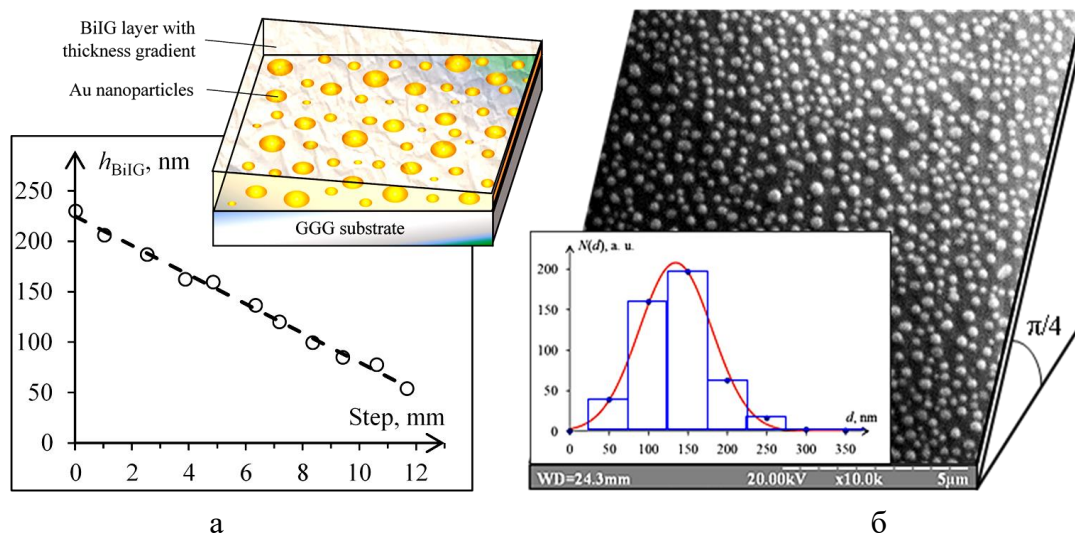 BiIG layer with
thickness gradient
Au nanoparticles
GGG substrate
h_BiIG, nm
250
200
150
100
50
0
Step, mm
0 2 4 6 8 10 12
а
N(d), a. u.
200
150
100
50
0
d, nm
0 50 100 150 200 250 300 350
π/4
WD=24.3mm 20.00kV x10.0k 5µm
б